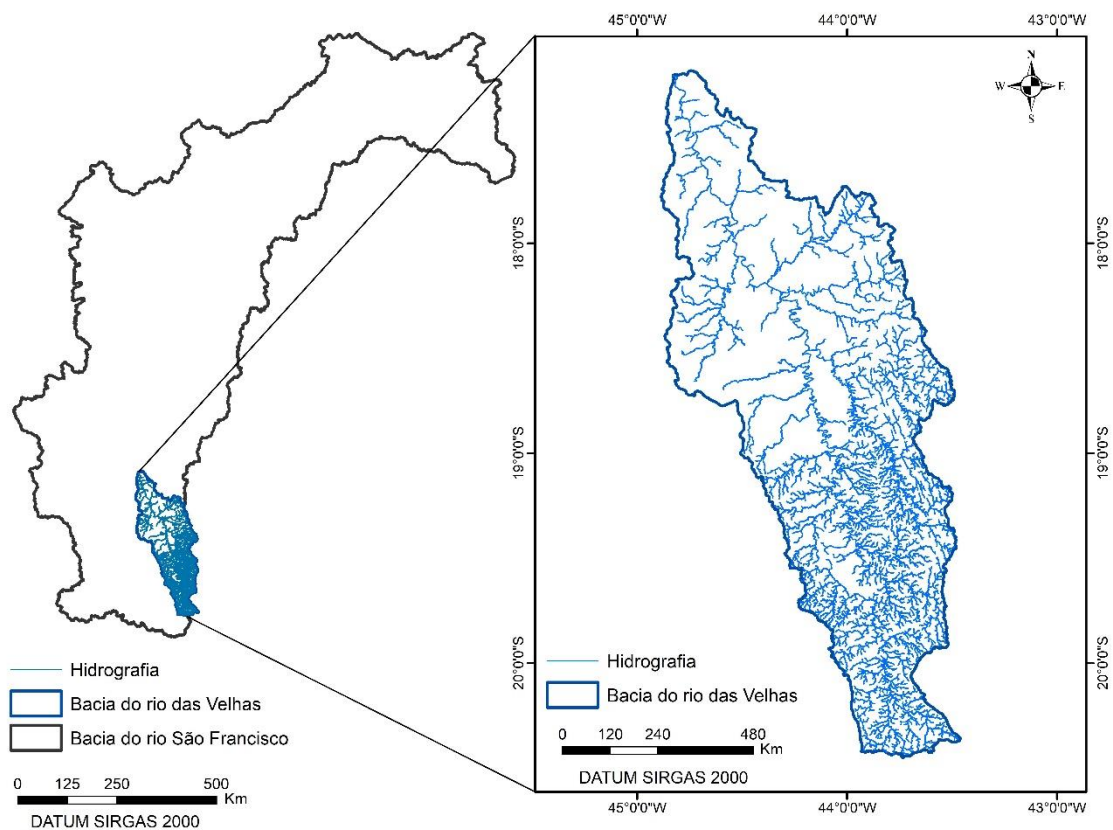 Hidrografia
Bacia do rio das Velhas
Bacia do rio São Francisco
0 125 250 500
Km
DATUM SIRGAS 2000
45°0'0"W 44°0'0"W 43°0'0"W
N
W E
S
18°0'0"S 18°0'0"S
19°0'0"S 19°0'0"S
20°0'0"S 20°0'0"S
Hidrografia
Bacia do rio das Velhas
0 120 240 480
Km
DATUM SIRGAS 2000
45°0'0"W 44°0'0"W 43°0'0"W